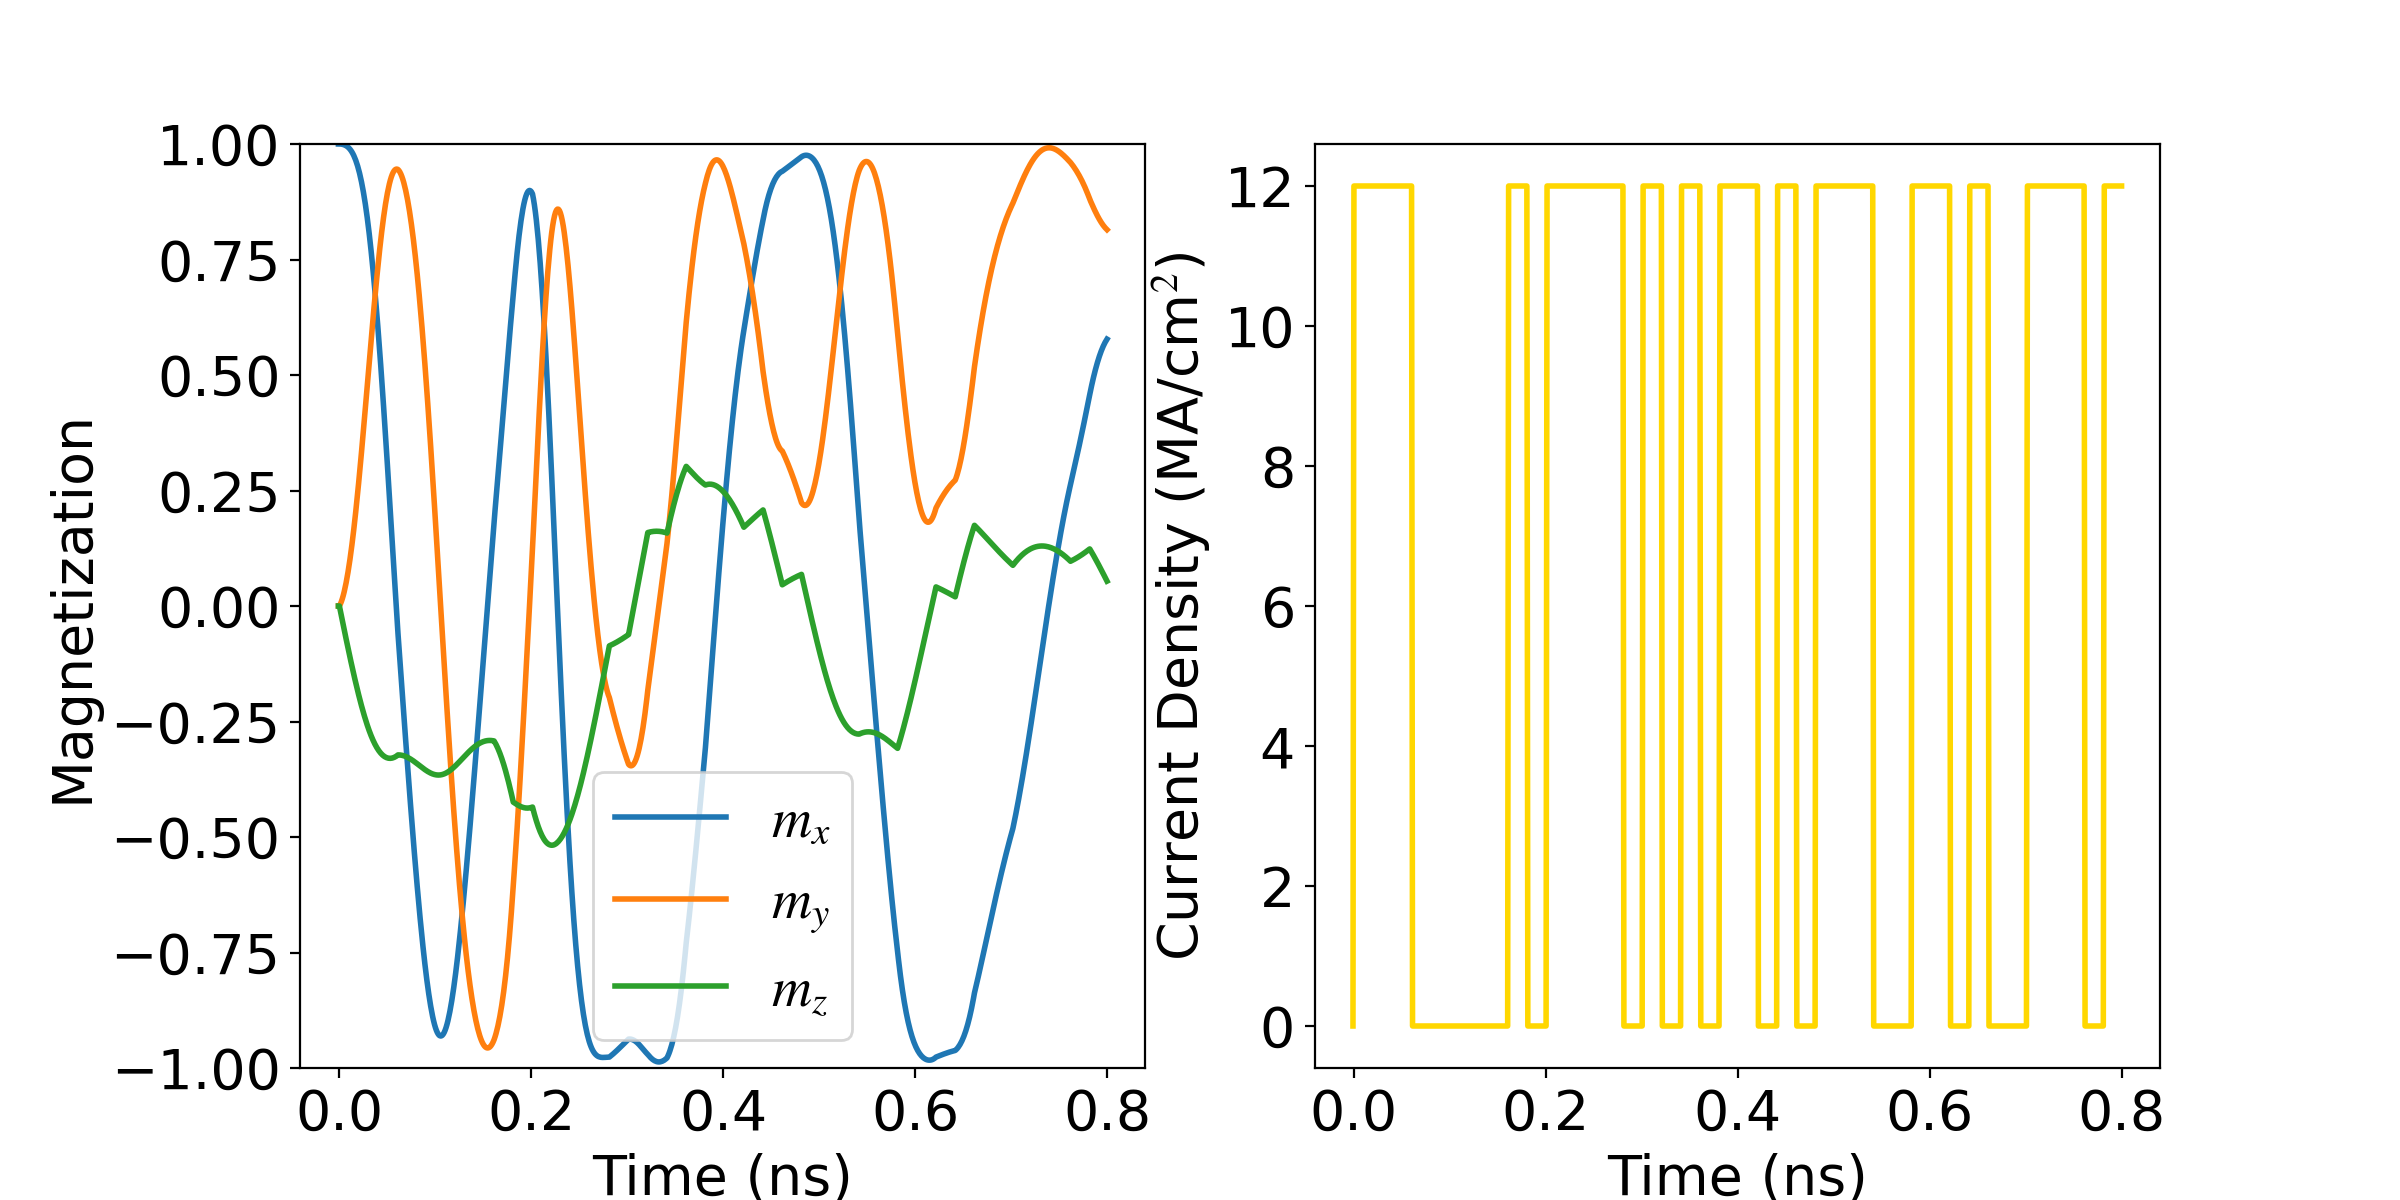 1.00
0.75
0.50
0.25
0.00
−0.25
−0.50
−0.75
−1.00
Magnetization
0.0 0.2 0.4 0.6 0.8
Time (ns)
m_x
m_y
m_z
12
10
8
6
4
2
0
Current Density (MA/cm²)
0.0 0.2 0.4 0.6 0.8
Time (ns)